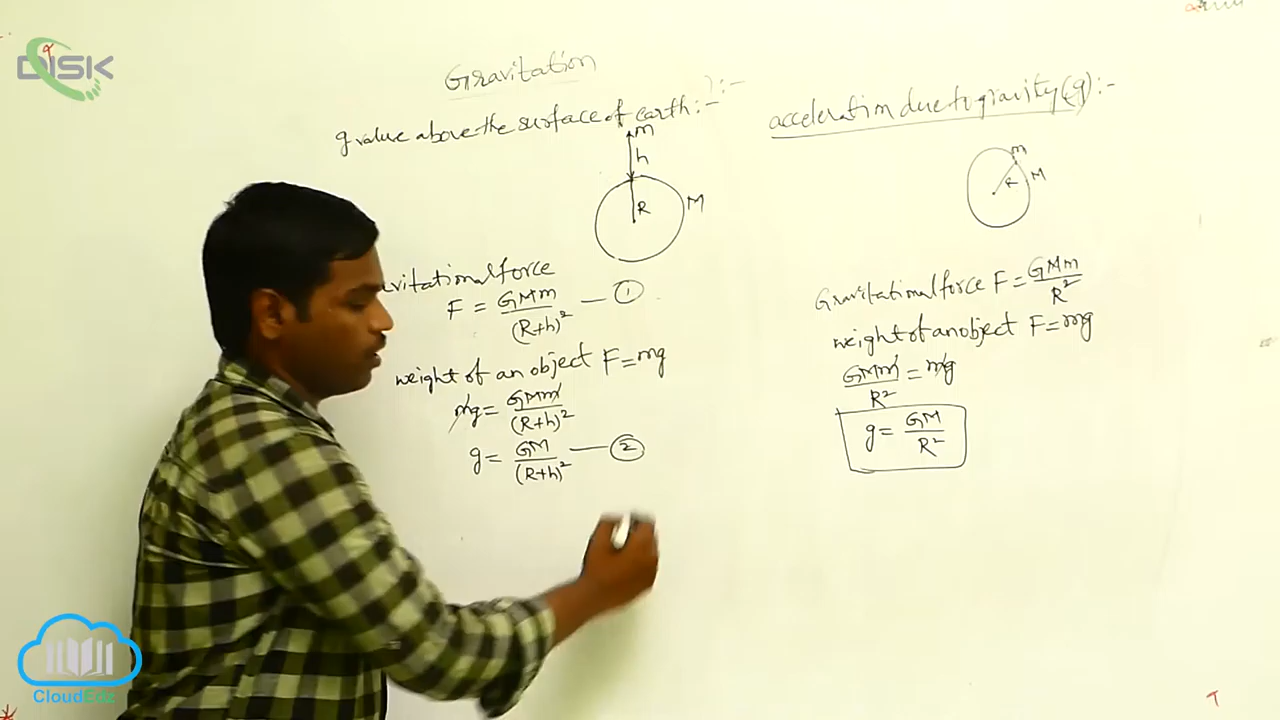 DISK
Gravitation
g value above the surface of earth :-
m
h
R
M
Gravitational force
F = GMm/(R+h)² — ①
weight of an object F = mg
mg = GMm/(R+h)²
g = GM/(R+h)² — ②
acceleration due to gravity (g) :-
m
R
M
Gravitational force F = GMm/R²
weight of an object F = mg
GMm/R² = mg
g = GM/R²
CloudEdz